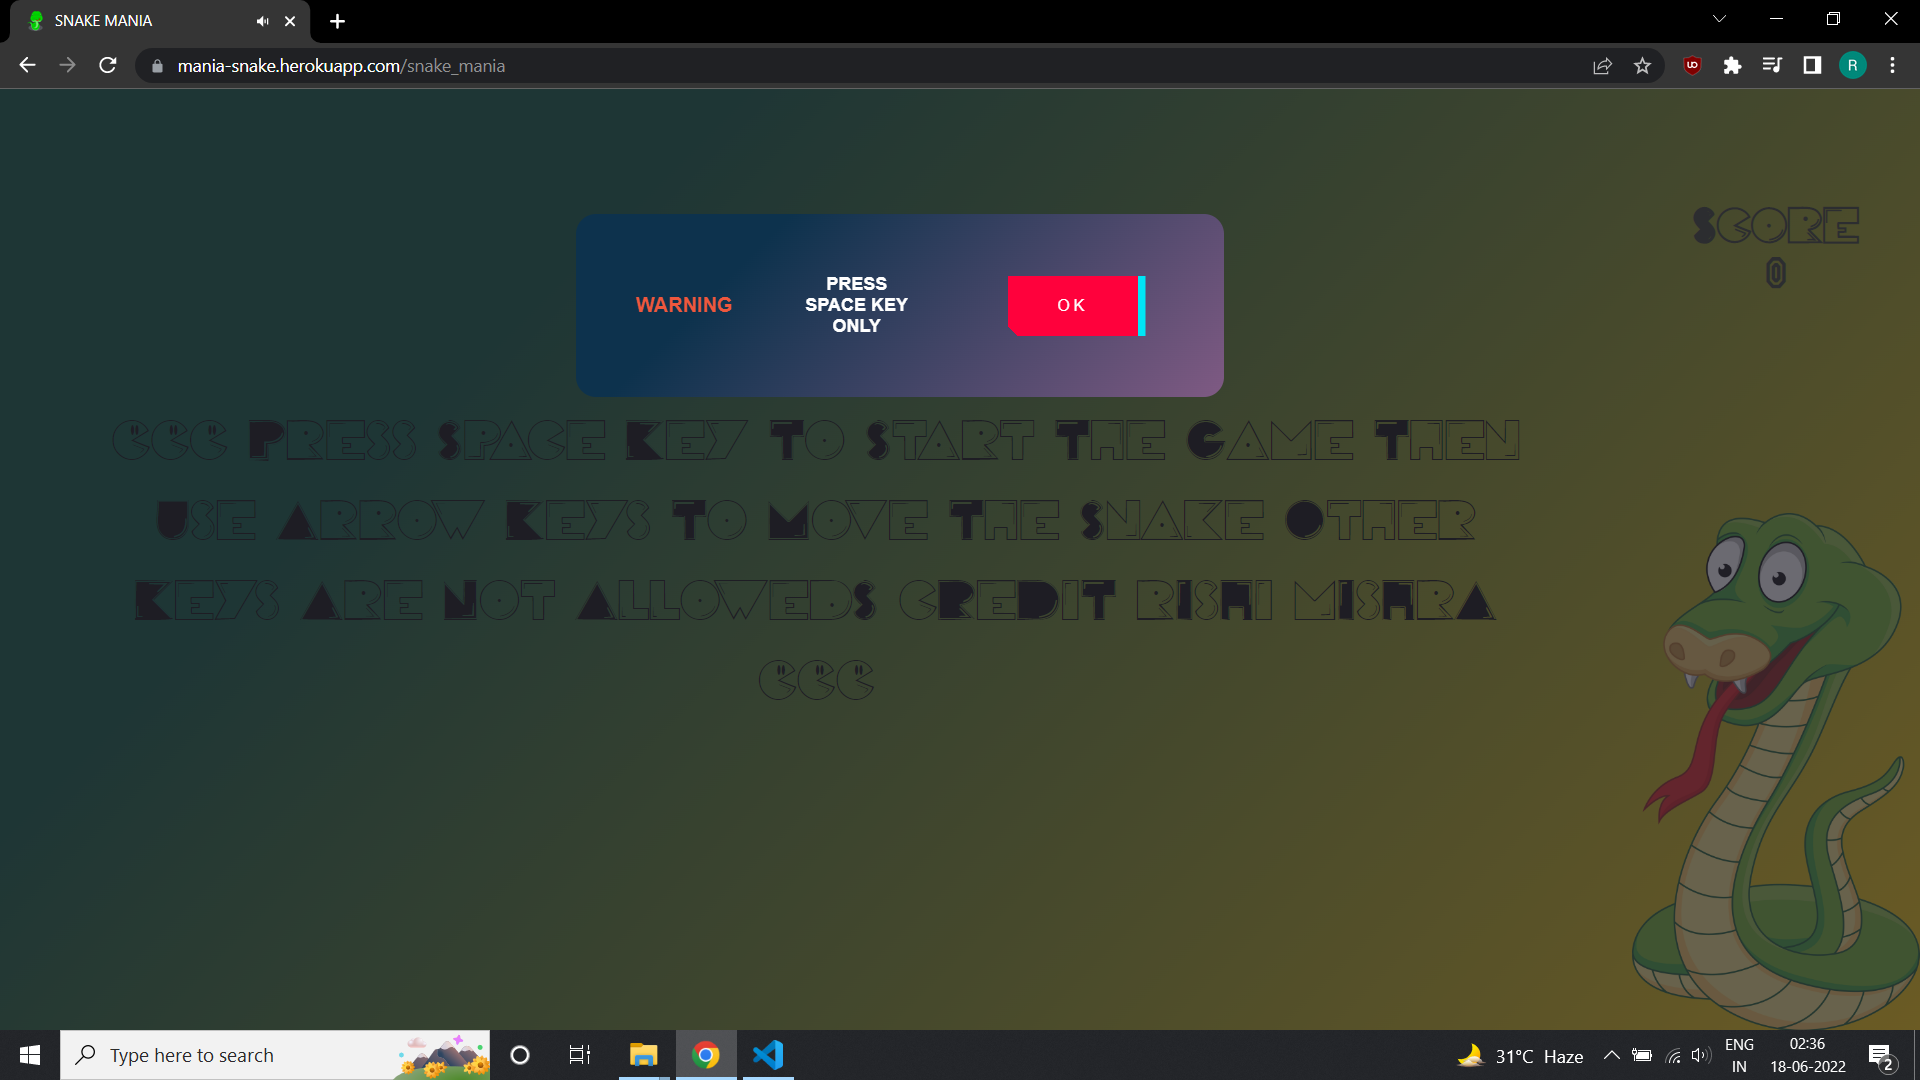 SNAKE MANIA
mania-snake.herokuapp.com/snake_mania
R
SCORE
0
WARNING
PRESS
SPACE KEY
ONLY
OK
PRESS SPACE KEY TO START THE GAME THEN
USE ARROW KEYS TO MOVE THE SNAKE OTHER
KEYS ARE NOT ALLOWEDS CREDIT RISHI MISHRA
Type here to search
31°C Haze
ENG
IN
02:36
18-06-2022
2